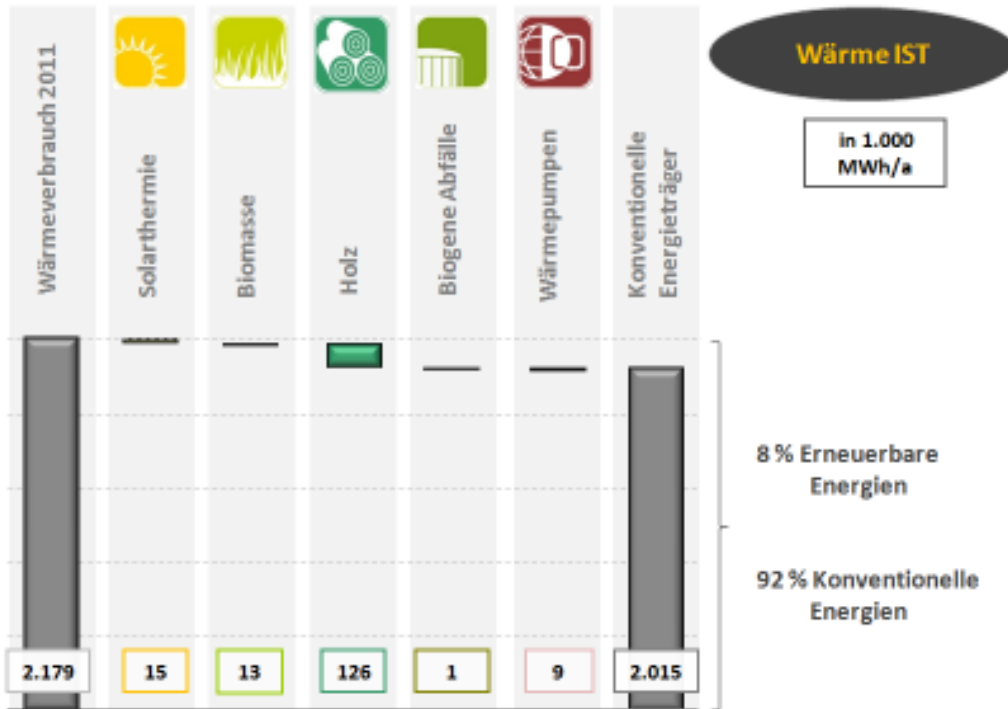 Wärme IST
in 1.000
MWh/a
Wärmeverbrauch 2011
Solarthermie
Biomasse
Holz
Biogene Abfälle
Wärmepumpen
Konventionelle
Energieträger
8 % Erneuerbare
Energien
92 % Konventionelle
Energien
2.179
15
13
126
1
9
2.015